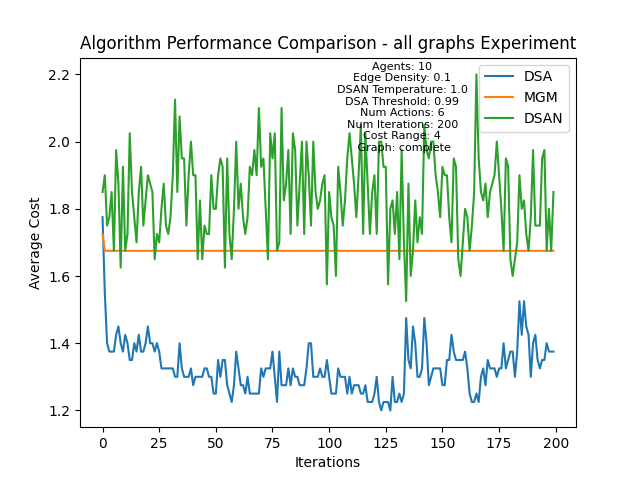 Algorithm Performance Comparison - all graphs Experiment
Agents: 10
Edge Density: 0.1
DSAN Temperature: 1.0
DSA Threshold: 0.99
Num Actions: 6
Num Iterations: 200
Cost Range: 4
Graph: complete
DSA
MGM
DSAN
Average Cost
2.2
2.0
1.8
1.6
1.4
1.2
0 25 50 75 100 125 150 175 200
Iterations